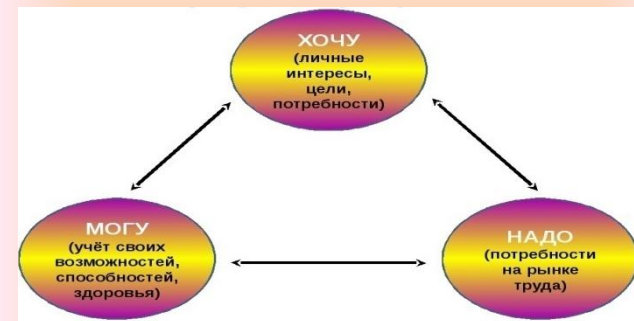 ХОЧУ
(личные
интересы,
цели,
потребности)
МОГУ
(учёт своих
возможностей,
способностей,
здоровья)
НАДО
(потребности
на рынке
труда)